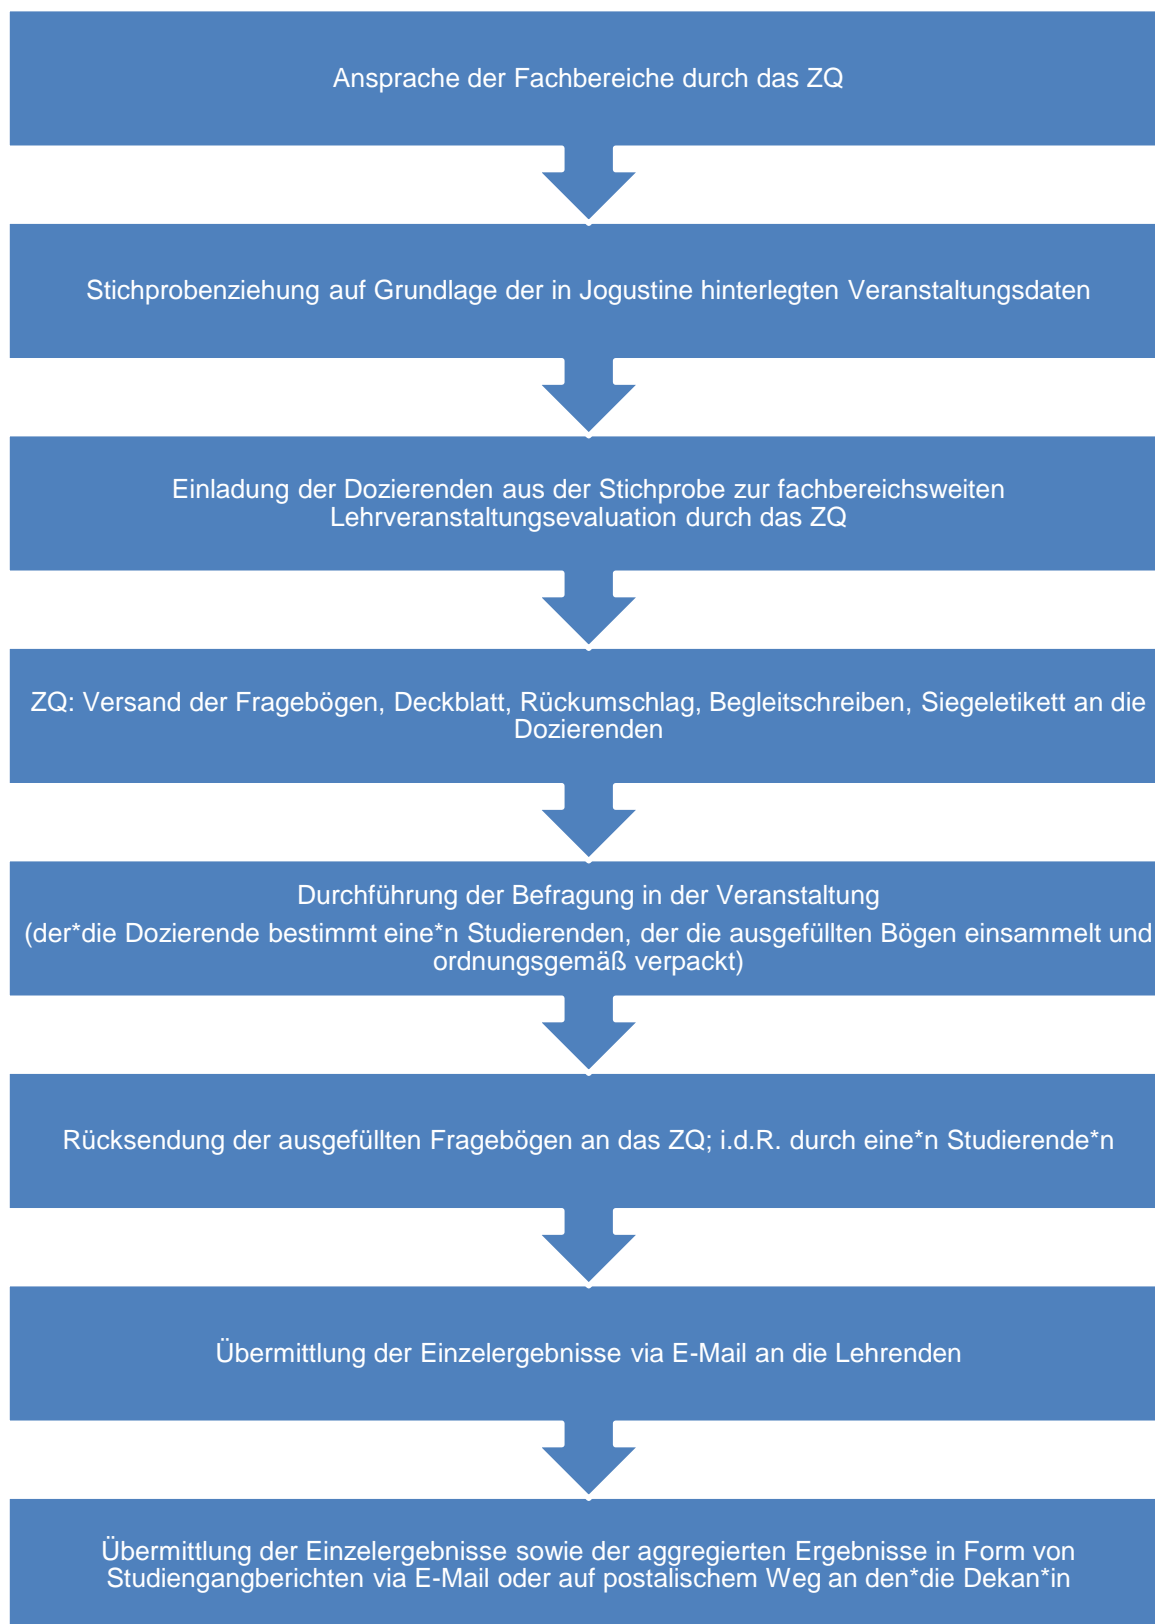 Ansprache der Fachbereiche durch das ZQ
Stichprobenziehung auf Grundlage der in Jogustine hinterlegten Veranstaltungsdaten
Einladung der Dozierenden aus der Stichprobe zur fachbereichsweiten
Lehrveranstaltungsevaluation durch das ZQ
ZQ: Versand der Fragebögen, Deckblatt, Rückumschlag, Begleitschreiben, Siegeletikett an die
Dozierenden
Durchführung der Befragung in der Veranstaltung
(der*die Dozierende bestimmt eine*n Studierenden, der die ausgefüllten Bögen einsammelt und
ordnungsgemäß verpackt)
Rücksendung der ausgefüllten Fragebögen an das ZQ; i.d.R. durch eine*n Studierende*n
Übermittlung der Einzelergebnisse via E-Mail an die Lehrenden
Übermittlung der Einzelergebnisse sowie der aggregierten Ergebnisse in Form von
Studiengangberichten via E-Mail oder auf postalischem Weg an den*die Dekan*in